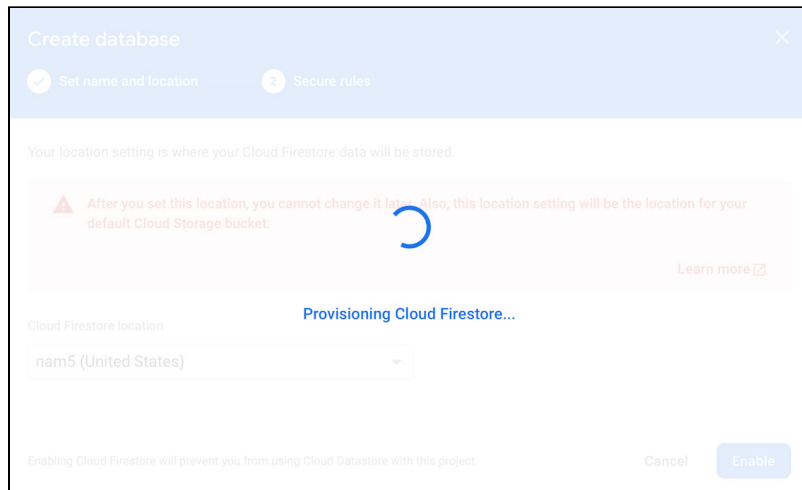 Create database
Set name and location
2 Secure rules
Your location setting is where your Cloud Firestore data will be stored.
After you set this location, you cannot change it later. Also, this location setting will be the location for your
default Cloud Storage bucket.
Learn more
Provisioning Cloud Firestore...
Cloud Firestore location
nam5 (United States)
Enabling Cloud Firestore will prevent you from using Cloud Datastore with this project
Cancel
Enable